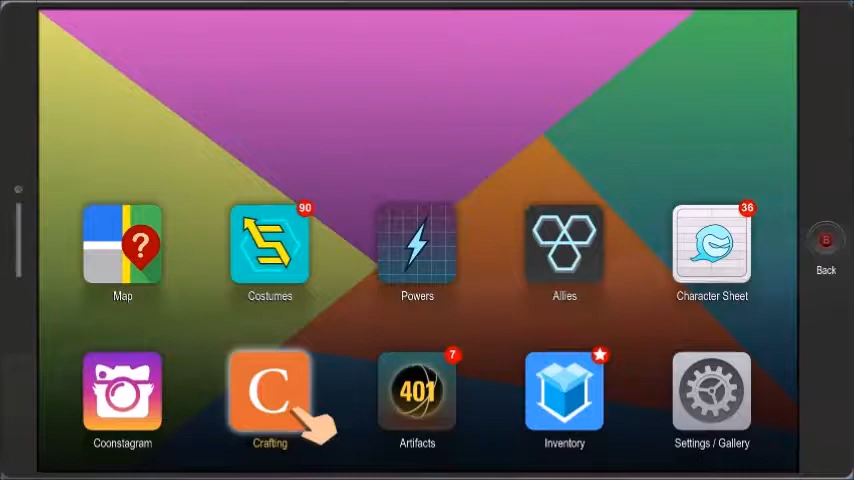 90
36
?
Map
Costumes
Powers
Allies
Character Sheet
B
Back
7
C
401
Coonstagram
Crafting
Artifacts
Inventory
Settings / Gallery